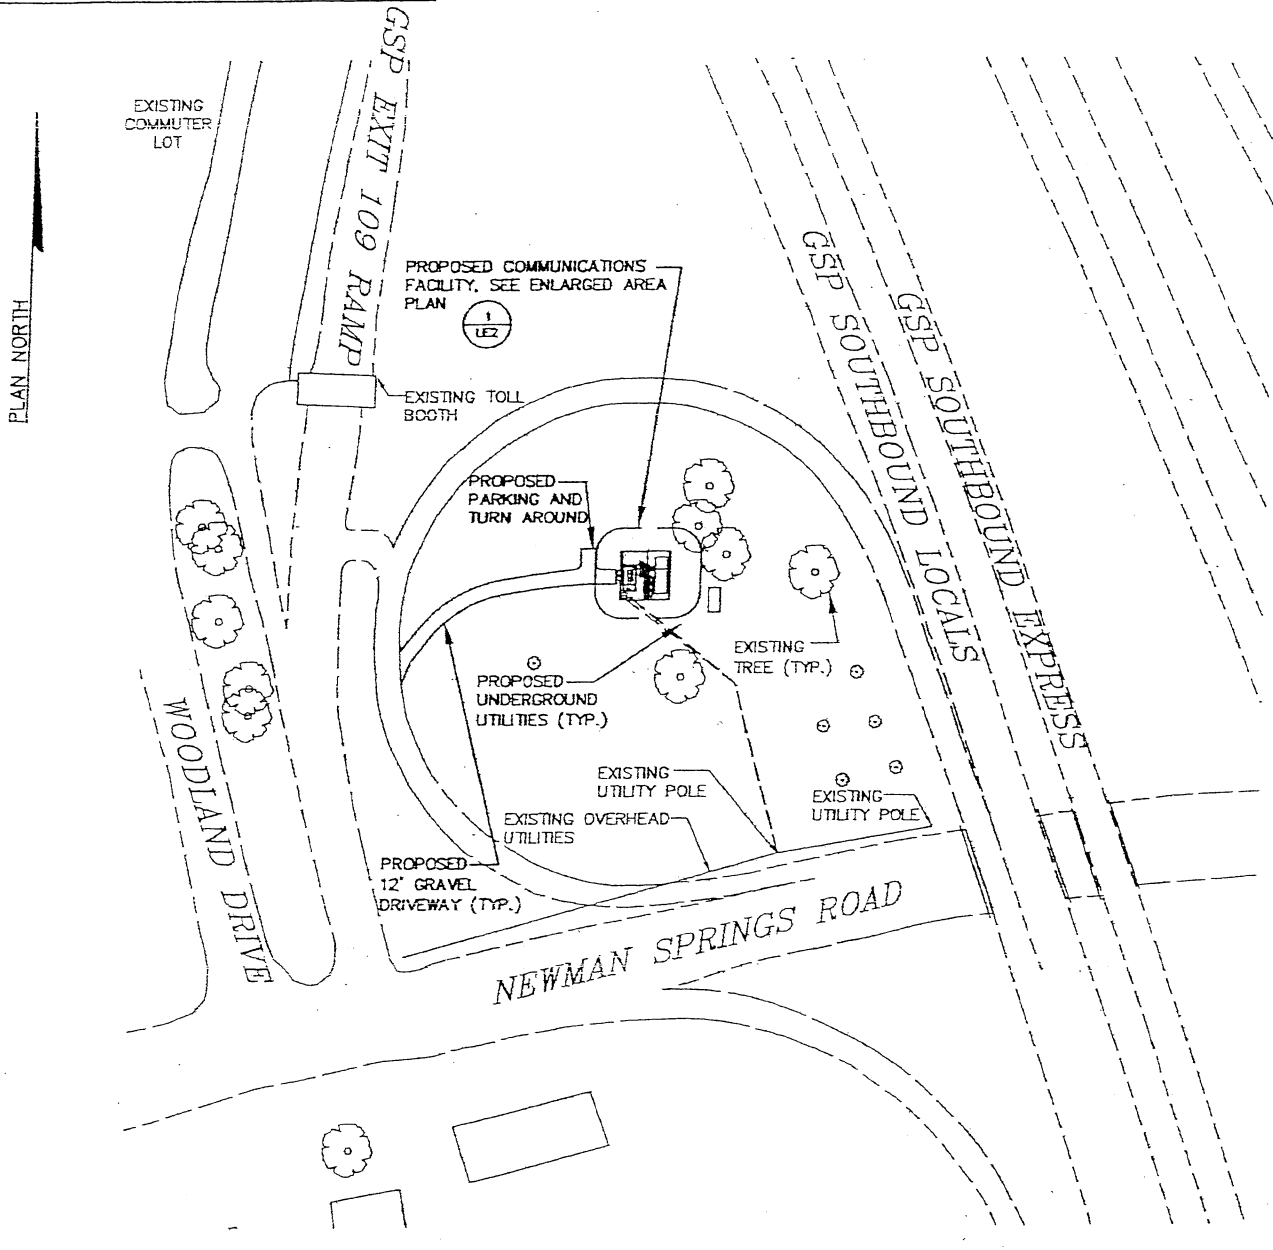 GSP EXIT 109 RAMP
EXISTING
COMMUTER
LOT
PLAN NORTH
PROPOSED COMMUNICATIONS
FACILITY, SEE ENLARGED AREA
PLAN
1
LE2
EXISTING TOLL
BOOTH
GSP SOUTHBOUND LOCALS
GSP SOUTHBOUND EXPRESS
PROPOSED
PARKING AND
TURN AROUND
EXISTING
TREE (TYP.)
PROPOSED
UNDERGROUND
UTILITIES (TYP.)
WOODLAND DRIVE
EXISTING
UTILITY POLE
EXISTING
UTILITY POLE
EXISTING OVERHEAD
UTILITIES
PROPOSED
12' GRAVEL
DRIVEWAY (TYP.)
NEWMAN SPRINGS ROAD